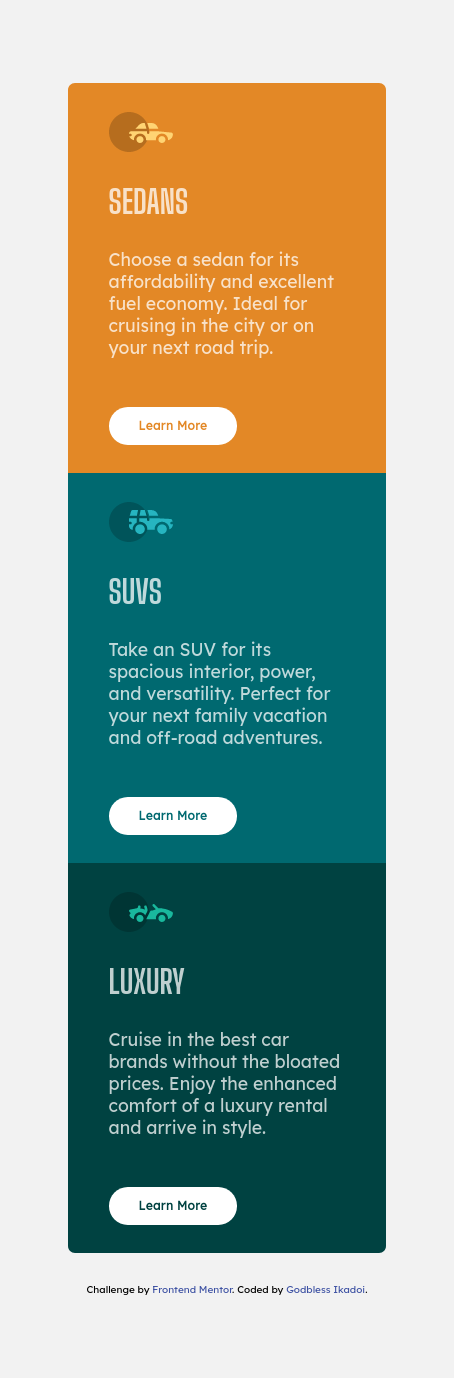 SEDANS
Choose a sedan for its
affordability and excellent
fuel economy. Ideal for
cruising in the city or on
your next road trip.
Learn More
SUVS
Take an SUV for its
spacious interior, power,
and versatility. Perfect for
your next family vacation
and off-road adventures.
Learn More
LUXURY
Cruise in the best car
brands without the bloated
prices. Enjoy the enhanced
comfort of a luxury rental
and arrive in style.
Learn More
Challenge by Frontend Mentor. Coded by Godbless Ikadoi.